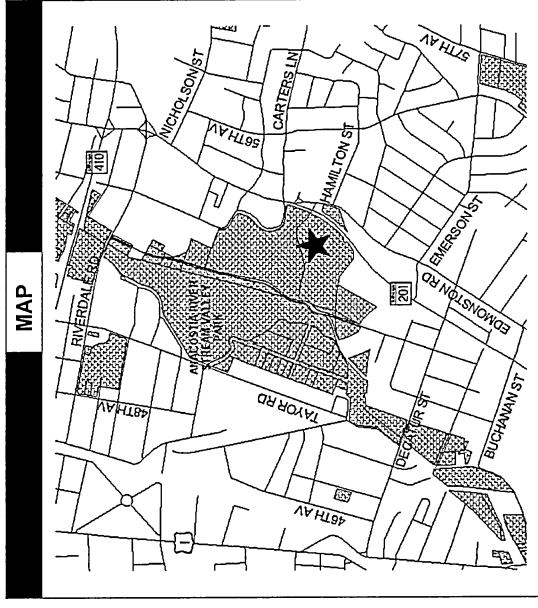 MAP
NICHOLSON ST
410
56TH AV
CARTERS LN
57TH AV
RIVERDALE RD
HAMILTON ST
ANACOSTIA RIVER
STREAM VALLEY
PARK
48TH AV
EMERSON ST
201
EDMONSTON RD
TAYOR RD
DECATUR ST
BUCHANAN ST
46TH AV
1